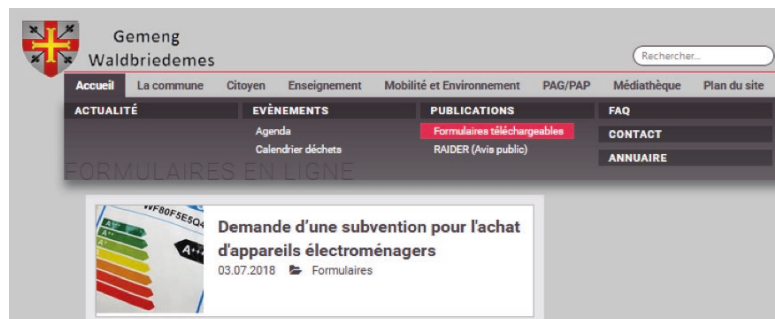 Gemeng
Waldbriedemes
Rechercher...
Accueil La commune Citoyen Enseignement Mobilité et Environnement PAG/PAP Médiathèque Plan du site
ACTUALITÉ EVÈNEMENTS PUBLICATIONS FAQ
Agenda Formulaires téléchargeables CONTACT
Calendrier déchets RAIDER (Avis public) ANNUAIRE
FORMULAIRES EN LIGNE
WF80F5E5Q4
A+++
A++
Demande d'une subvention pour l'achat
d'appareils électroménagers
03.07.2018 Formulaires